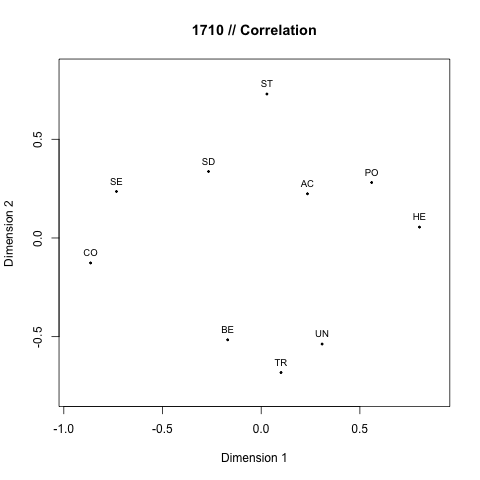 1710 // Correlation
ST
SD
PO
SE
AC
HE
CO
BE
UN
TR
Dimension 2
0.5
0.0
-0.5
-1.0 -0.5 0.0 0.5
Dimension 1